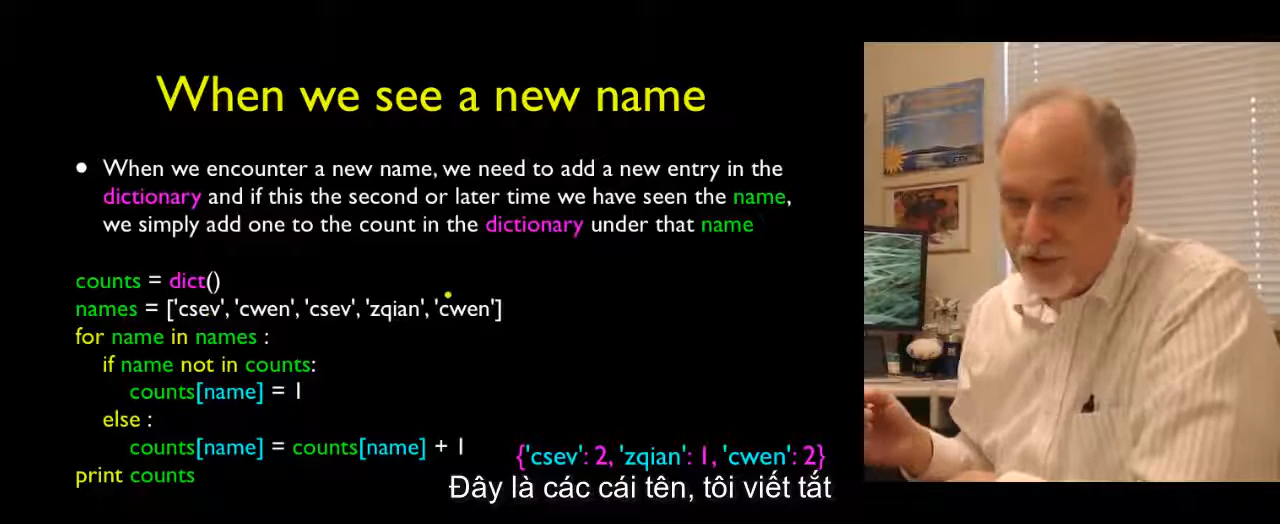 When we see a new name
• When we encounter a new name, we need to add a new entry in the
dictionary and if this the second or later time we have seen the name,
we simply add one to the count in the dictionary under that name
counts = dict()
names = ['csev', 'cwen', 'csev', 'zqian', 'cwen']
for name in names :
    if name not in counts:
        counts[name] = 1
    else :
        counts[name] = counts[name] + 1
print counts
{'csev': 2, 'zqian': 1, 'cwen': 2}
Đây là các cái tên, tôi viết tắt